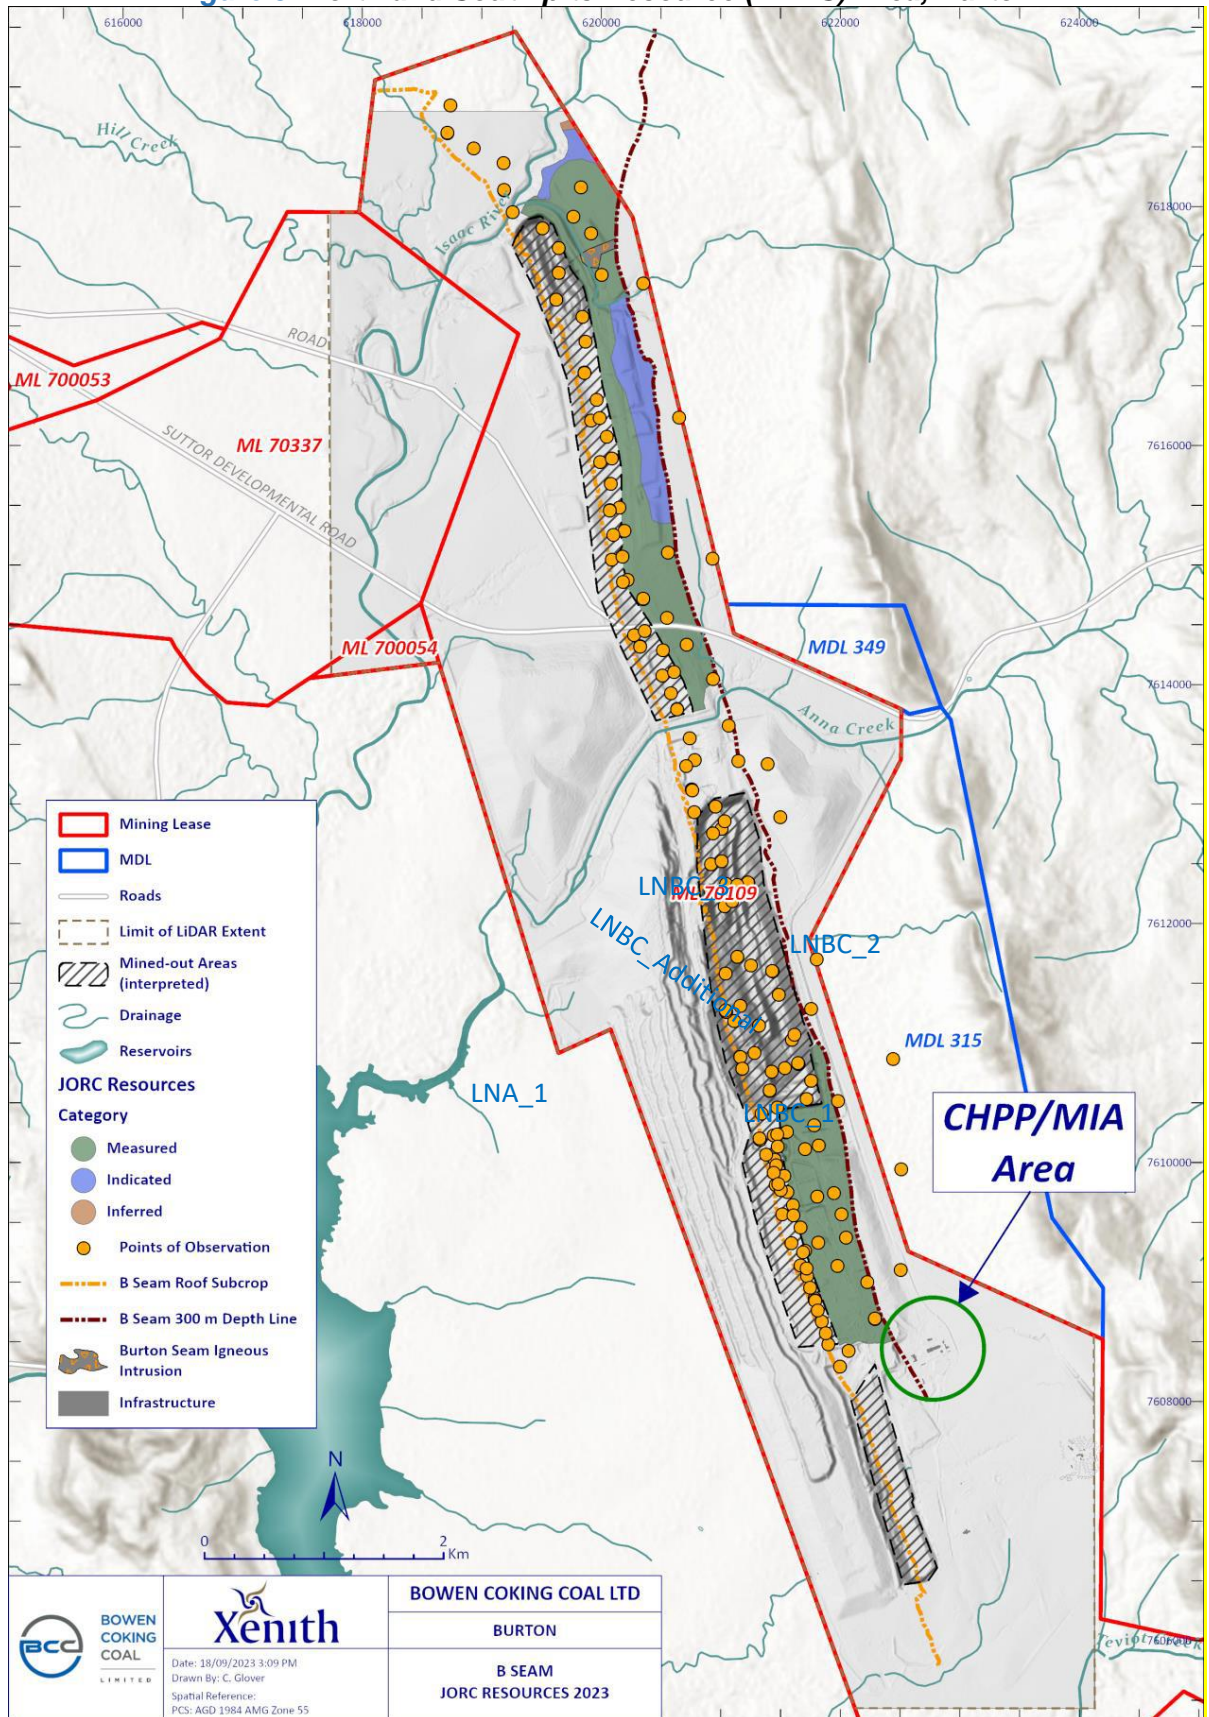 616000
618000
620000
622000
624000
Hill Creek
7618000
Isaac River
ROAD
ML 700053
ML 70337
7616000
SUTTOR DEVELOPMENTAL ROAD
ML 700054
MDL 349
7614000
Anna Creek
LNBC_3
ML 70109
7612000
LNBC_Additional
LNBC_2
MDL 315
LNA_1
LNBC_1
CHPP/MIA
Area
7610000
7608000
Mining Lease
MDL
Roads
Limit of LiDAR Extent
Mined-out Areas
(interpreted)
Drainage
Reservoirs
JORC Resources
Category
Measured
Indicated
Inferred
Points of Observation
B Seam Roof Subcrop
B Seam 300 m Depth Line
Burton Seam Igneous
Intrusion
Infrastructure
N
0 2
Km
Teviot Creek
7606000
BCC
BOWEN
COKING
COAL
LIMITED
Xenith
Date: 18/09/2023 3:09 PM
Drawn By: C. Glover
Spatial Reference:
PCS: AGD 1984 AMG Zone 55
BOWEN COKING COAL LTD
BURTON
B SEAM
JORC RESOURCES 2023